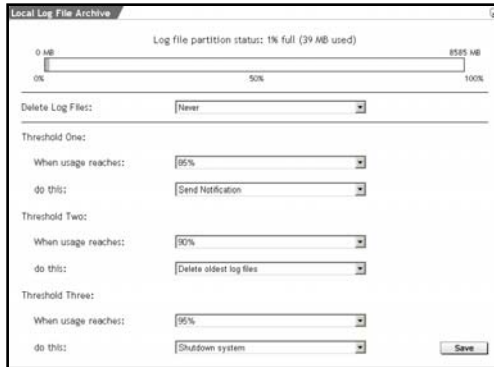 Local Log File Archive
Log file partition status: 1% full (39 MB used)
0 MB 8585 MB
0% 50% 100%
Delete Log Files: Never
Threshold One:
When usage reaches: 85%
do this: Send Notification
Threshold Two:
When usage reaches: 90%
do this: Delete oldest log files
Threshold Three:
When usage reaches: 95%
do this: Shutdown system
Save